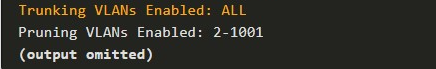 Trunking VLANs Enabled: ALL
Pruning VLANs Enabled: 2-1001
(output omitted)